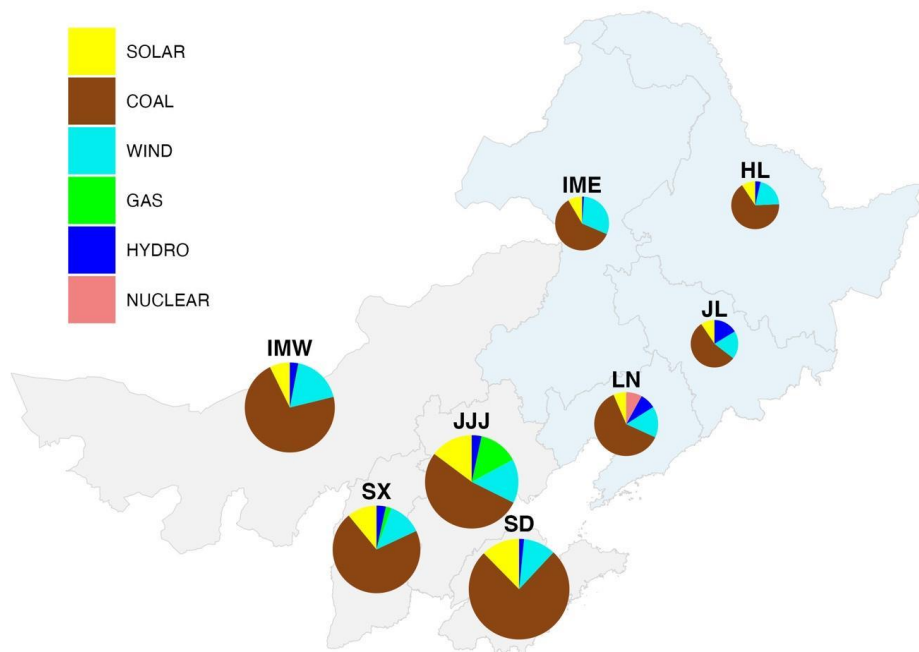 SOLAR
COAL
WIND
GAS
HYDRO
NUCLEAR
IME
HL
JL
IMW
LN
JJJ
SX
SD